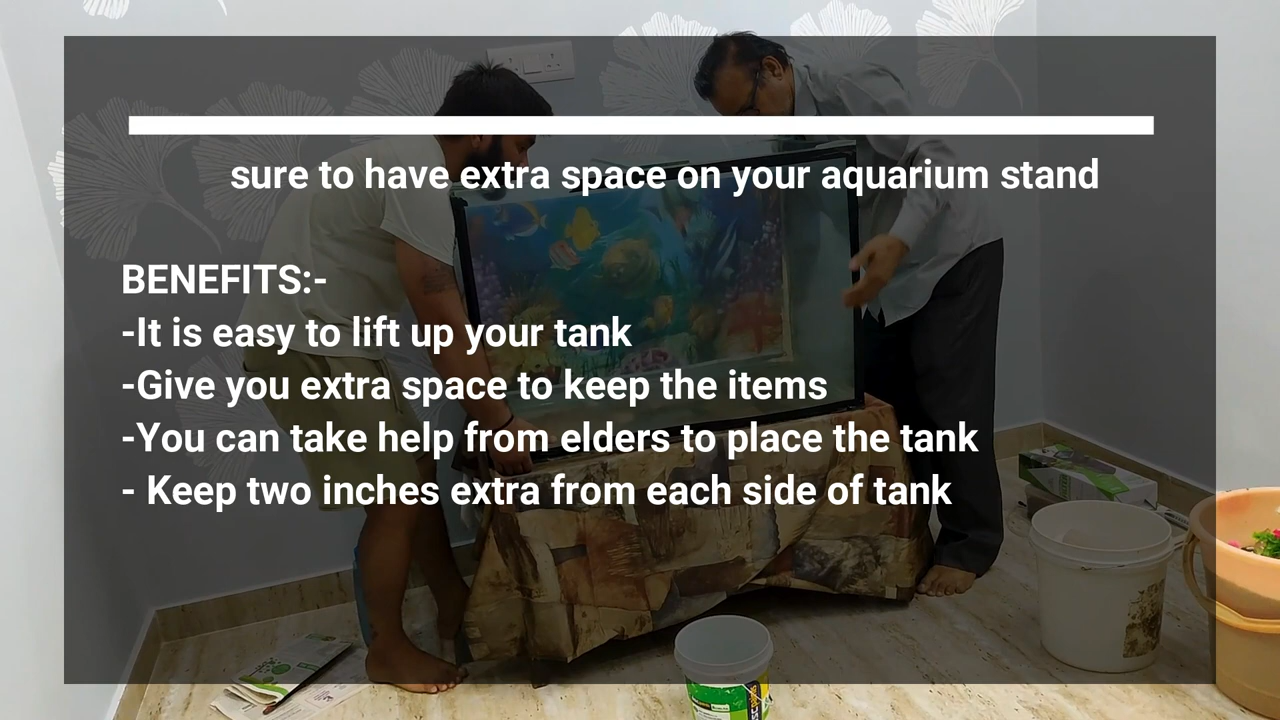 sure to have extra space on your aquarium stand
BENEFITS:-
-It is easy to lift up your tank
-Give you extra space to keep the items
-You can take help from elders to place the tank
- Keep two inches extra from each side of tank